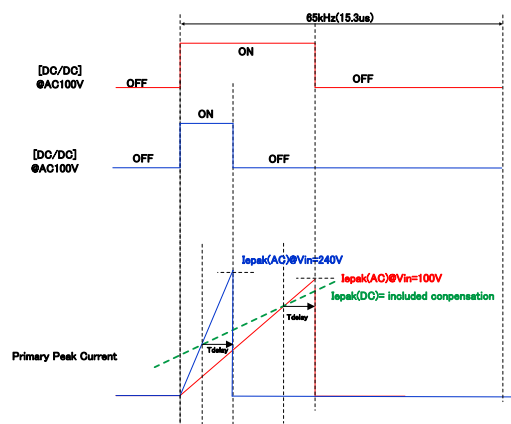 65kHz(15.3us)
ON
[DC/DC]
@AC100V
OFF
OFF
ON
[DC/DC]
@AC100V
OFF
OFF
Iepak(AC)@Vin=240V
Iepak(AC)@Vin=100V
Iepak(DC)= included conpensation
Tdelay
Tdelay
Primary Peak Current